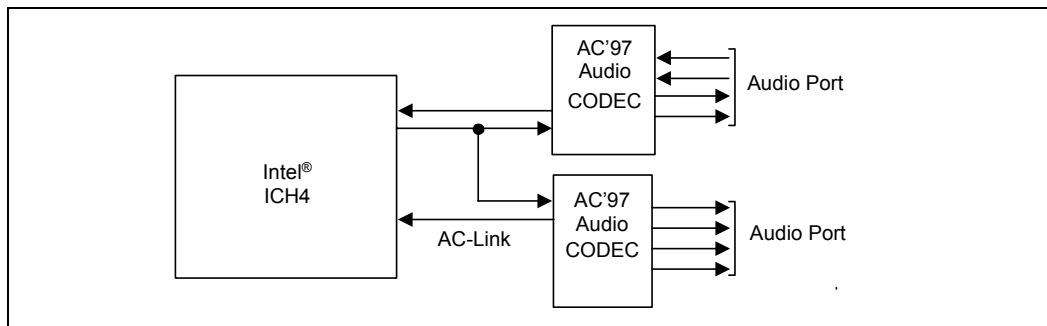 AC'97
Audio
CODEC
Audio Port
Intel®
ICH4
AC'97
Audio
CODEC
AC-Link
Audio Port